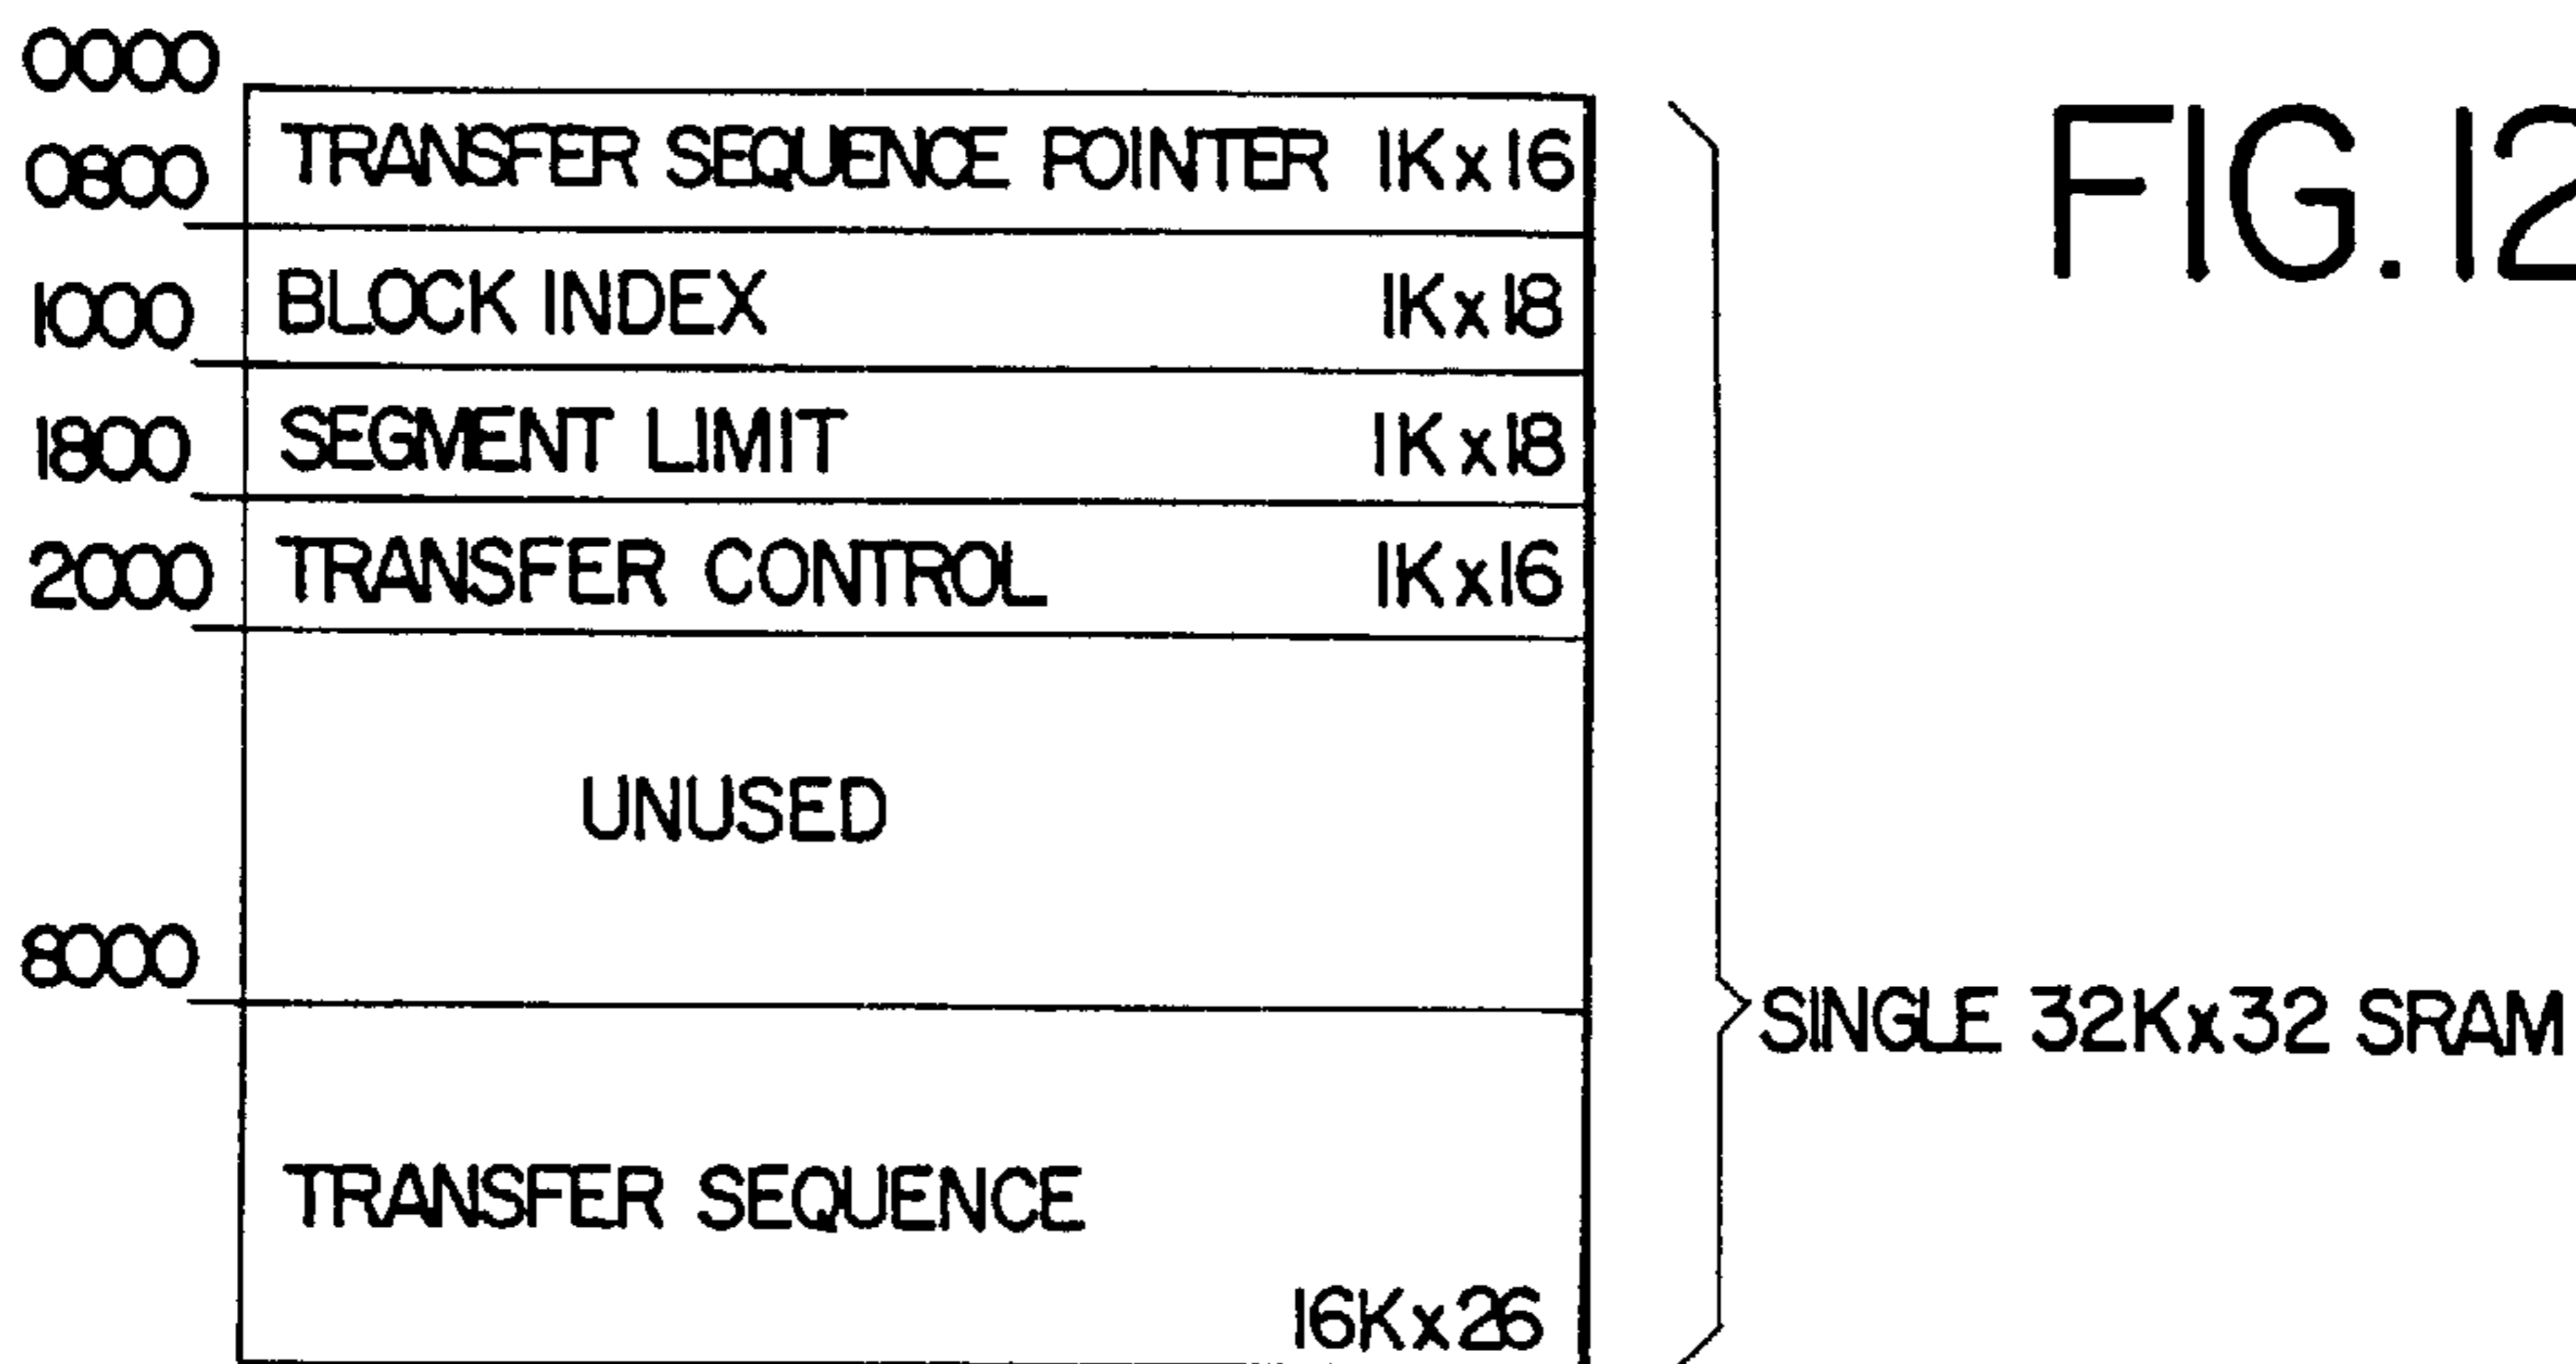 0000
FIG. 12
0800 TRANSFER SEQUENCE POINTER 1Kx16
1000 BLOCK INDEX 1Kx18
1800 SEGMENT LIMIT 1Kx18
2000 TRANSFER CONTROL 1Kx16
UNUSED
8000
SINGLE 32Kx32 SRAM
TRANSFER SEQUENCE
16Kx26